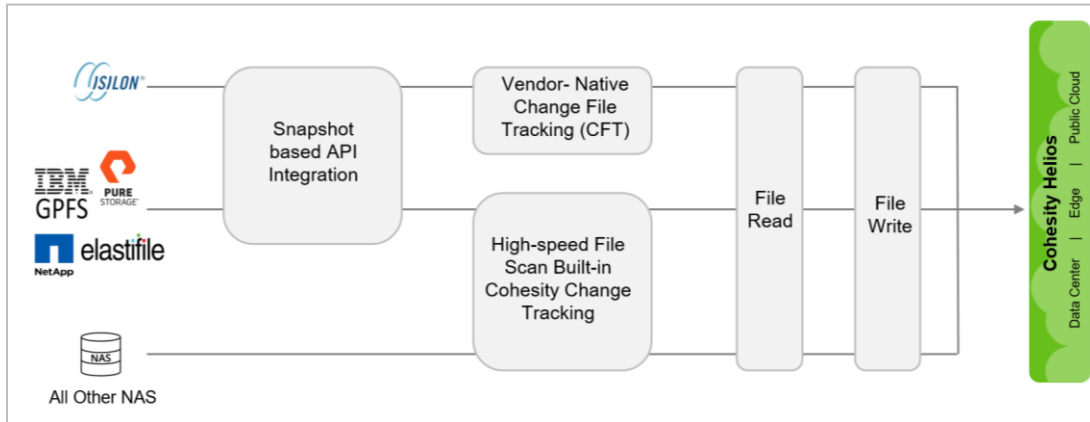 ISILON®
IBM®
GPFS
PURE
STORAGE®
NetApp
elastifile
NAS
All Other NAS
Snapshot
based API
Integration
Vendor- Native
Change File
Tracking (CFT)
High-speed File
Scan Built-in
Cohesity Change
Tracking
File
Read
File
Write
Cohesity Helios
Data Center | Edge | Public Cloud